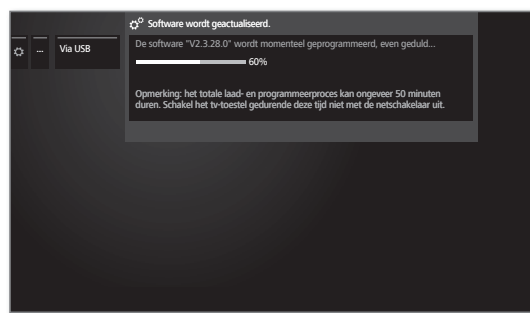 Software wordt geactualiseerd.
... Via USB
De software "V2.3.28.0" wordt momenteel geprogrammeerd, even geduld...
60%
Opmerking: het totale laad- en programmeerproces kan ongeveer 50 minuten
duren. Schakel het tv-toestel gedurende deze tijd niet met de netschakelaar uit.